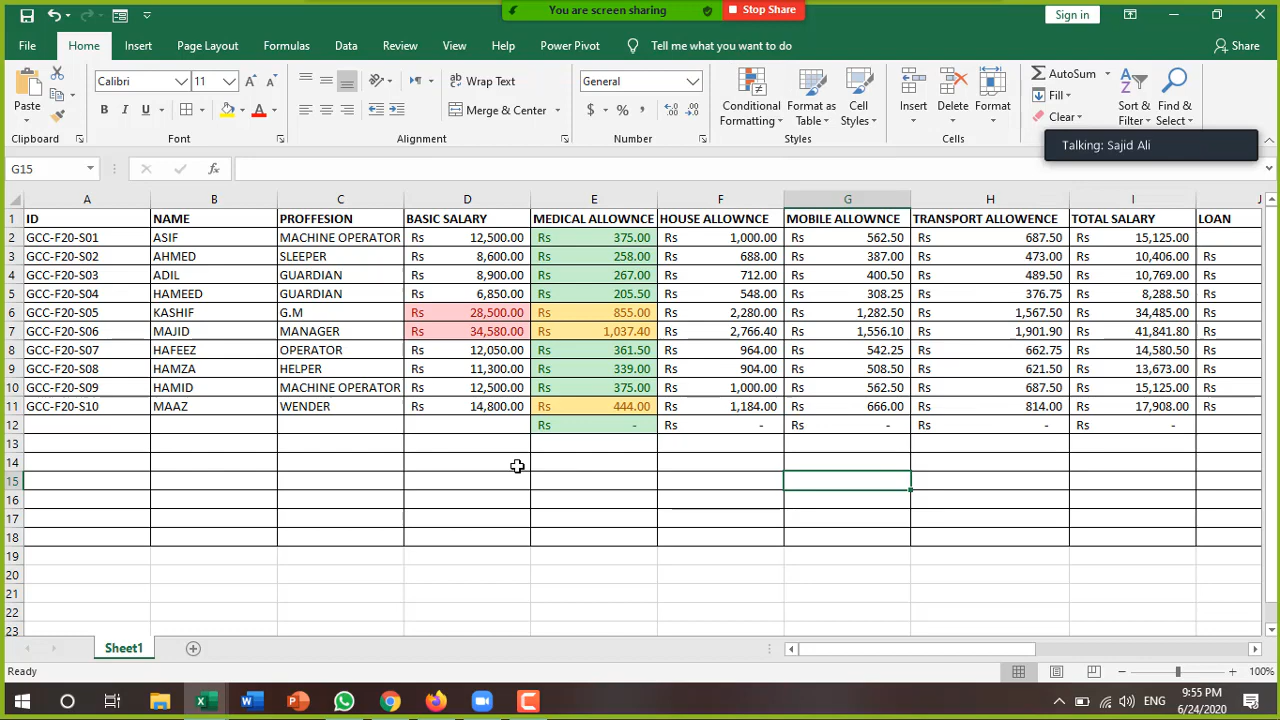 You are screen sharing Stop Share
Sign in
File Home Insert Page Layout Formulas Data Review View Help Power Pivot Tell me what you want to do Share
Paste Calibri 11 Wrap Text General Conditional Formatting Format as Table Cell Styles Insert Delete Format AutoSum Sort & Filter Find & Select
B I U Merge & Center $ % Fill
Clear
Clipboard Font Alignment Number Styles Cells
Talking: Sajid Ali
G15 fx
A B C D E F G H I J
1 ID NAME PROFFESION BASIC SALARY MEDICAL ALLOWNCE HOUSE ALLOWNCE MOBILE ALLOWNCE TRANSPORT ALLOWENCE TOTAL SALARY LOAN
2 GCC-F20-S01 ASIF MACHINE OPERATOR Rs 12,500.00 Rs 375.00 Rs 1,000.00 Rs 562.50 Rs 687.50 Rs 15,125.00
3 GCC-F20-S02 AHMED SLEEPER Rs 8,600.00 Rs 258.00 Rs 688.00 Rs 387.00 Rs 473.00 Rs 10,406.00 Rs
4 GCC-F20-S03 ADIL GUARDIAN Rs 8,900.00 Rs 267.00 Rs 712.00 Rs 400.50 Rs 489.50 Rs 10,769.00 Rs
5 GCC-F20-S04 HAMEED GUARDIAN Rs 6,850.00 Rs 205.50 Rs 548.00 Rs 308.25 Rs 376.75 Rs 8,288.50 Rs
6 GCC-F20-S05 KASHIF G.M Rs 28,500.00 Rs 855.00 Rs 2,280.00 Rs 1,282.50 Rs 1,567.50 Rs 34,485.00 Rs
7 GCC-F20-S06 MAJID MANAGER Rs 34,580.00 Rs 1,037.40 Rs 2,766.40 Rs 1,556.10 Rs 1,901.90 Rs 41,841.80 Rs
8 GCC-F20-S07 HAFEEZ OPERATOR Rs 12,050.00 Rs 361.50 Rs 964.00 Rs 542.25 Rs 662.75 Rs 14,580.50 Rs
9 GCC-F20-S08 HAMZA HELPER Rs 11,300.00 Rs 339.00 Rs 904.00 Rs 508.50 Rs 621.50 Rs 13,673.00 Rs
10 GCC-F20-S09 HAMID MACHINE OPERATOR Rs 12,500.00 Rs 375.00 Rs 1,000.00 Rs 562.50 Rs 687.50 Rs 15,125.00 Rs
11 GCC-F20-S10 MAAZ WENDER Rs 14,800.00 Rs 444.00 Rs 1,184.00 Rs 666.00 Rs 814.00 Rs 17,908.00 Rs
12 Rs - Rs - Rs - Rs - Rs -
13
14
15
16
17
18
19
20
21
22
23
Sheet1
Ready 100%
ENG 9:55 PM
6/24/2020